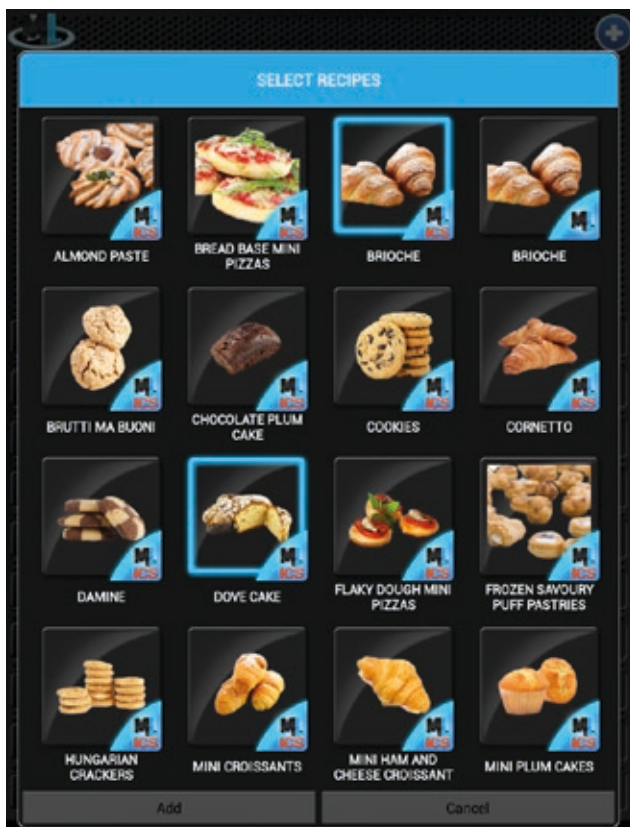 SELECT RECIPES
ALMOND PASTE
BREAD BASE MINI
PIZZAS
BRIOCHE
BRIOCHE
BRUTTI MA BUONI
CHOCOLATE PLUM
CAKE
COOKIES
CORNETTO
DAMINE
DOVE CAKE
FLAKY DOUGH MINI
PIZZAS
FROZEN SAVOURY
PUFF PASTRIES
HUNGARIAN
CRACKERS
MINI CROISSANTS
MINI HAM AND
CHEESE CROISSANT
MINI PLUM CAKES
Add
Cancel